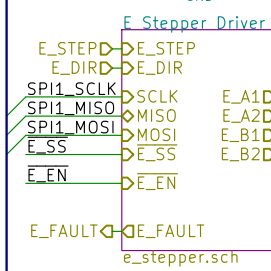 E Stepper Driver
E_STEP E_STEP
E_DIR E_DIR
SPI1_SCLK SCLK E_A1
SPI1_MISO MISO E_A2
SPI1_MOSI MOSI E_B1
E_SS E_SS E_B2
E_EN E_EN
E_FAULT E_FAULT
e_stepper.sch